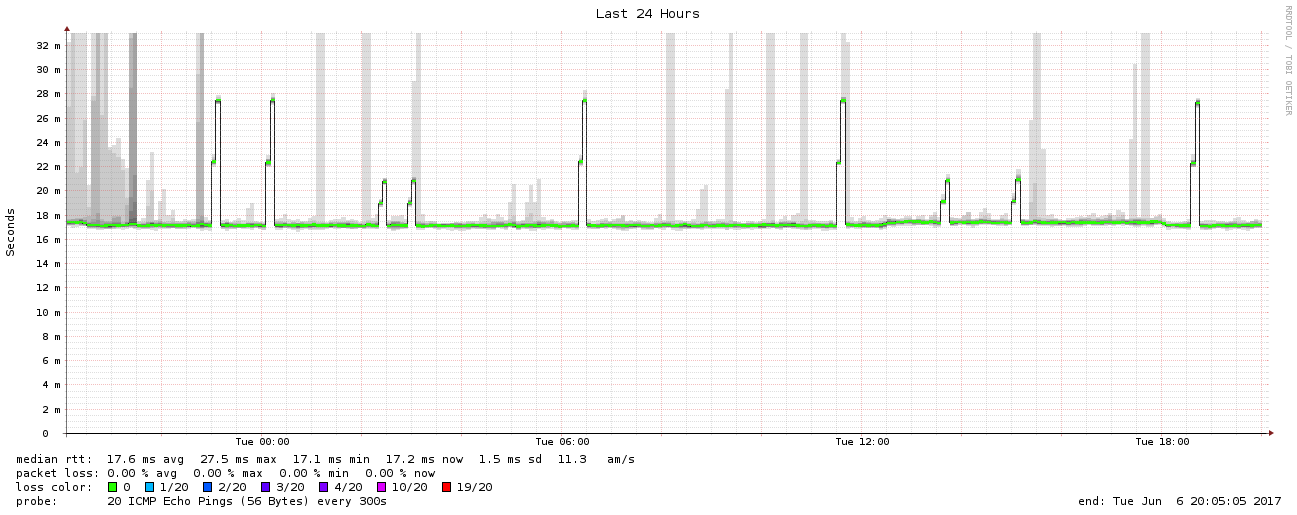 Last 24 Hours
RRDTOOL / TOBI OETIKER
Seconds
32 m
30 m
28 m
26 m
24 m
22 m
20 m
18 m
16 m
14 m
12 m
10 m
8 m
6 m
4 m
2 m
0
Tue 00:00 Tue 06:00 Tue 12:00 Tue 18:00
median rtt: 17.6 ms avg 27.5 ms max 17.1 ms min 17.2 ms now 1.5 ms sd 11.3 am/s
packet loss: 0.00 % avg 0.00 % max 0.00 % min 0.00 % now
loss color: 0 1/20 2/20 3/20 4/20 10/20 19/20
probe: 20 ICMP Echo Pings (56 Bytes) every 300s end: Tue Jun 6 20:05:05 2017